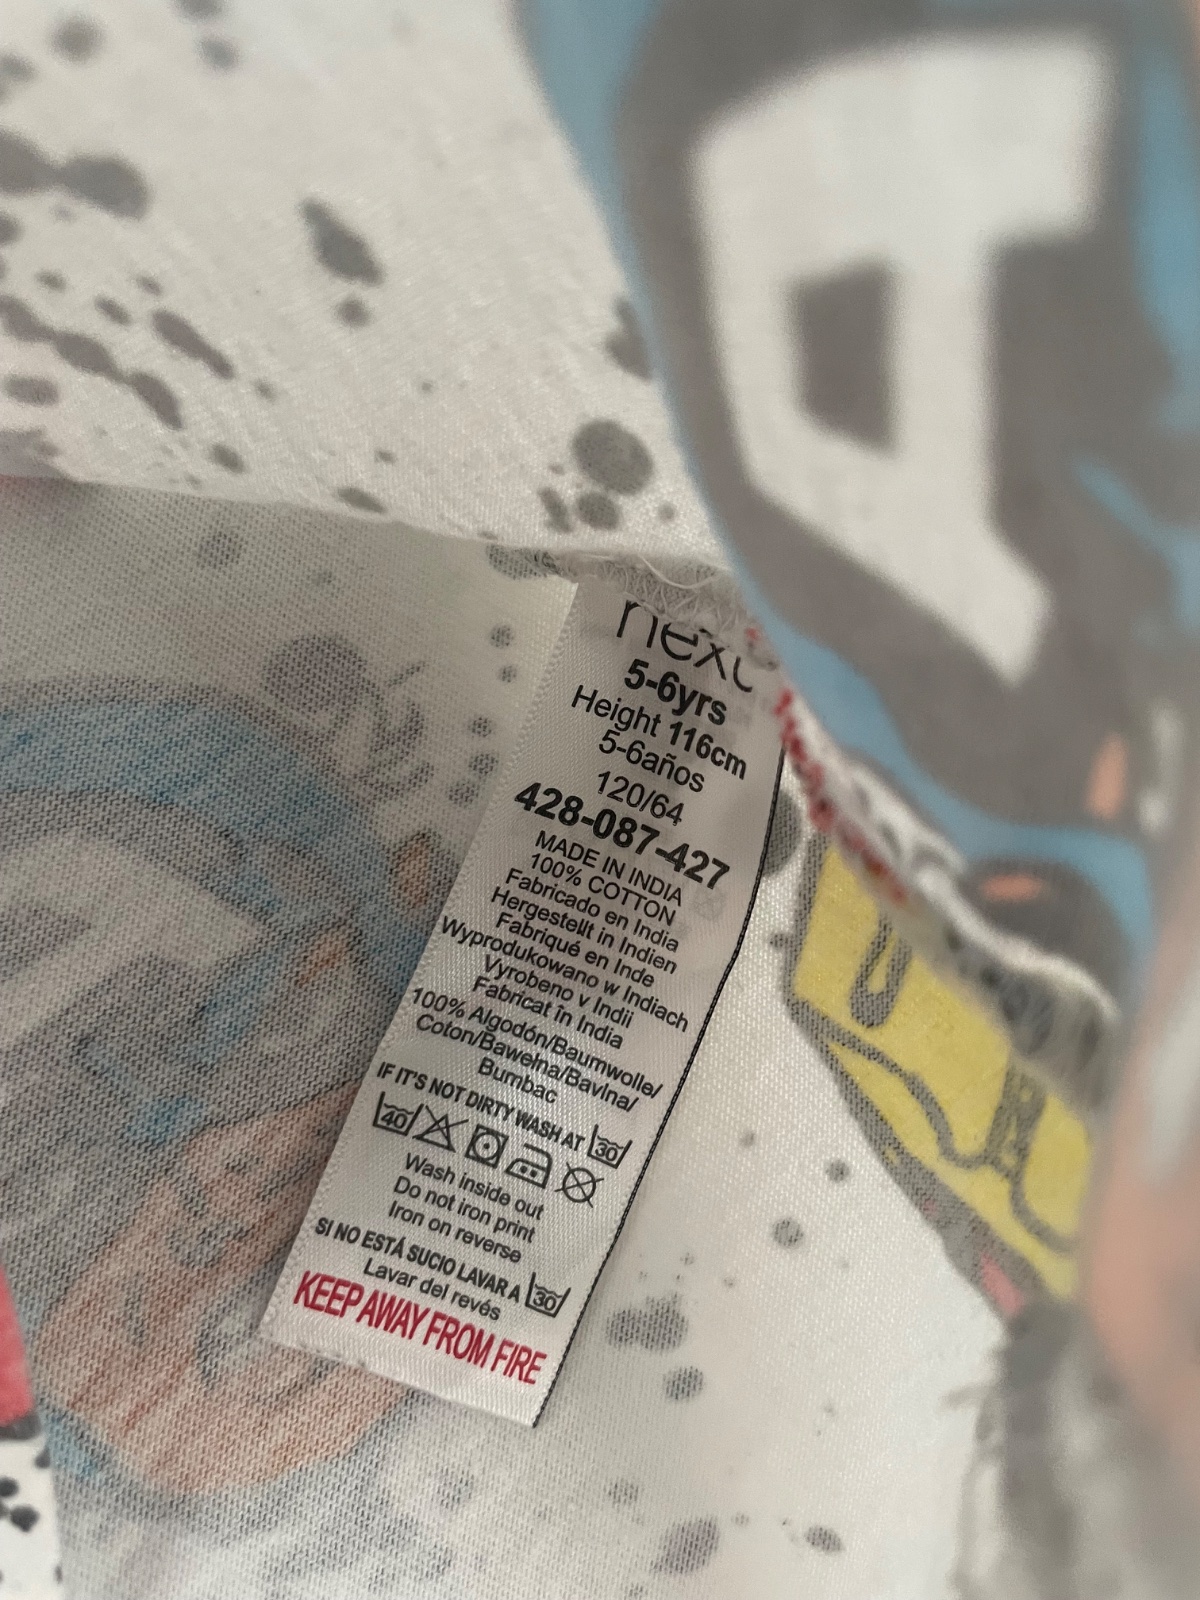 next
5-6yrs
Height 116cm
5-6años
120/64
428-087-427
MADE IN INDIA
100% COTTON
Fabricado en India
Hergestellt in Indien
Fabriqué en Inde
Wyprodukowano w Indiach
Vyrobeno v Indii
Fabricat în India
100% Algodón/Baumwolle/
Coton/Bawełna/Bavlna/
Bumbac
IF IT'S NOT DIRTY WASH AT 30
40
Wash inside out
Do not iron print
Iron on reverse
SI NO ESTÁ SUCIO LAVAR A 30
Lavar del revés
KEEP AWAY FROM FIRE